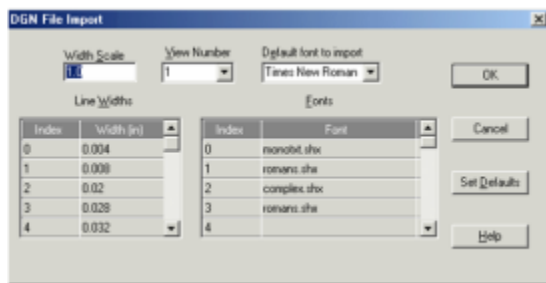 DGN File Import
Width Scale View Number Default font to import
1.0 1 Times New Roman OK
Line Widths Fonts
Index Width (in) Index Font Cancel
0 0.004 0 monotxt.shx
1 0.008 1 romans.shx
2 0.02 2 complex.shx Set Defaults
3 0.028 3 romans.shx
4 0.032 4 Help